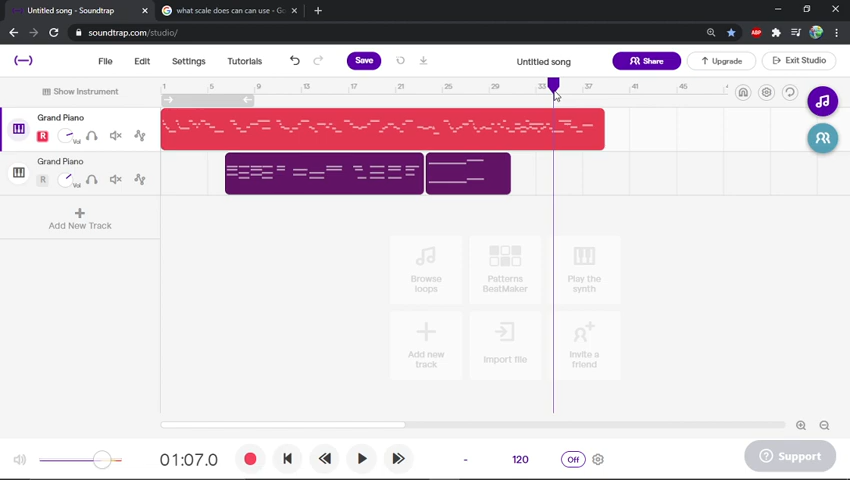 Untitled song - Soundtrap
what scale does can can use - Go
soundtrap.com/studio/
ABP
File
Edit
Settings
Tutorials
Save
Untitled song
Share
Upgrade
Exit Studio
Show Instrument
1 5 9 13 17 21 25 29 33 37 41 45
Grand Piano
R
Vol
Grand Piano
R
Vol
Add New Track
Browse
loops
Patterns
BeatMaker
Play the
synth
Add new
track
Import file
Invite a
friend
01:07.0
-
120
Off
Support